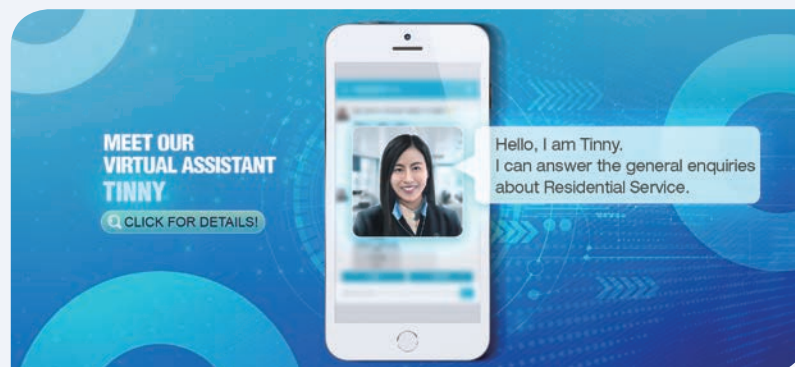 MEET OUR
VIRTUAL ASSISTANT
TINNY
CLICK FOR DETAILS!
Hello, I am Tinny.
I can answer the general enquiries
about Residential Service.